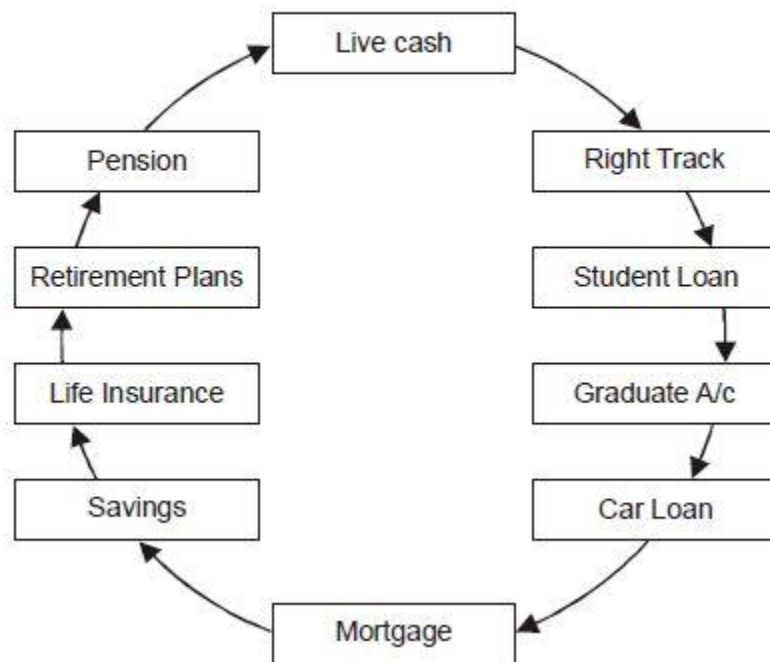 Live cash
Right Track
Student Loan
Graduate A/c
Car Loan
Mortgage
Savings
Life Insurance
Retirement Plans
Pension